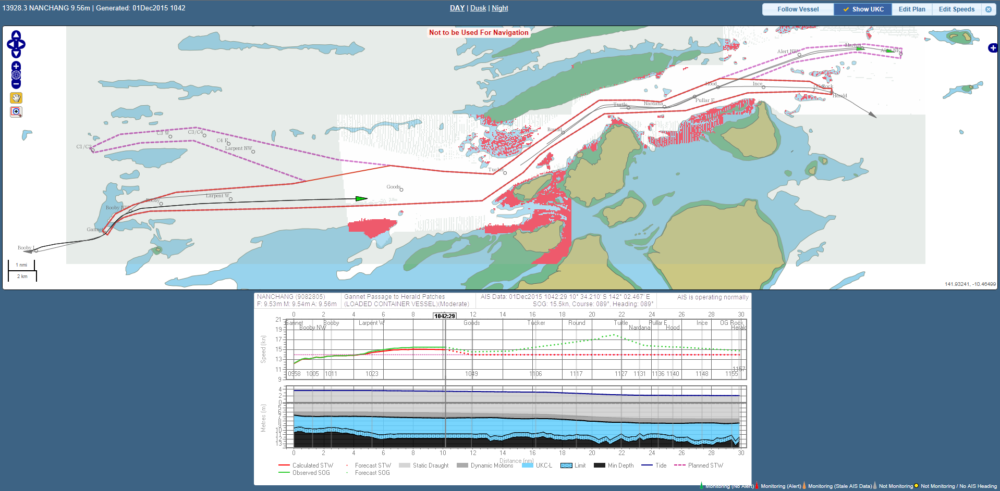 13928.3 NANCHANG 9.56m | Generated: 01Dec2015 1042
DAY | Dusk | Night
Follow Vessel
Show UKC
Edit Plan
Edit Speeds
Not to be Used For Navigation
Alert NW
Marina
Alert NE
Hood
Ince
OG Rock
Herald
Pullar E
Turtle
Nardana
Round
C3 W
C3/C4
C4 E
C1/C2
Larpent NW
Tucker
Goods
Larpent W
Booby
Booby NW
Gannet
Booby I
1 nmi
2 km
141.93241, -10.46499
NANCHANG (9082805)
F: 9.53m M: 9.54m A: 9.56m
Gannet Passage to Herald Patches
(LOADED CONTAINER VESSEL)(Moderate)
AIS Data: 01Dec2015 1042:29 10° 34.210' S 142° 02.467' E
SOG: 15.5kn, Course: 089°, Heading: 089°
AIS is operating normally
0 2 4 6 8 1042:29 12 14 16 18 20 22 24 26 28 30
Gannet Booby Larpent W Goods Tucker Round Turtle Pullar E Ince OG Rock
Booby NW Nardana Hood Herald
Speed (kn)
21
19
17
15
13
11
9
0958 1005 1011 1023 1049 1106 1117 1127 1131 1136 1140 1148 1155 1157
Metres (m)
4
2
0
0 2 4 6 8 10 12 14 16 18 20 22 24 26 28 30
Distance (nm)
Calculated STW
Forecast STW
Static Draught
Dynamic Motions
UKC-L
Limit
Min Depth
Tide
Planned STW
Observed SOG
Forecast SOG
Monitoring (No Alert)
Monitoring (Alert)
Monitoring (Stale AIS Data)
Not Monitoring
Not Monitoring / No AIS Heading